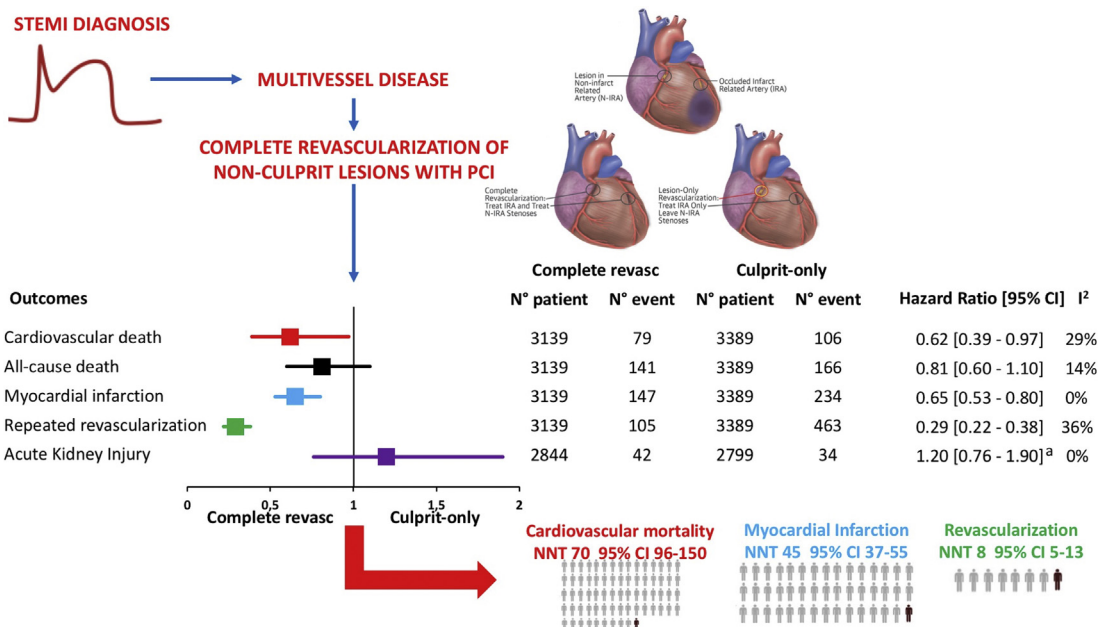 STEMI DIAGNOSIS
MULTIVESSEL DISEASE
COMPLETE REVASCULARIZATION OF
NON-CULPRIT LESIONS WITH PCI
Lesion in
Non-infarct
Related
Artery (N-IRA)
Occluded Infarct
Related Artery (IRA)
Complete
Revascularization:
Treat IRA and Treat
N-IRA Stenoses
Lesion-Only
Revascularization:
Treat IRA Only
Leave N-IRA
Stenoses
Complete revasc Culprit-only
Outcomes N° patient N° event N° patient N° event Hazard Ratio [95% CI] I²
Cardiovascular death 3139 79 3389 106 0.62 [0.39 - 0.97] 29%
All-cause death 3139 141 3389 166 0.81 [0.60 - 1.10] 14%
Myocardial infarction 3139 147 3389 234 0.65 [0.53 - 0.80] 0%
Repeated revascularization 3139 105 3389 463 0.29 [0.22 - 0.38] 36%
Acute Kidney Injury 2844 42 2799 34 1.20 [0.76 - 1.90]ª 0%
0 0,5 1 1,5 2
Complete revasc Culprit-only
Cardiovascular mortality
NNT 70 95% CI 96-150
Myocardial Infarction
NNT 45 95% CI 37-55
Revascularization
NNT 8 95% CI 5-13